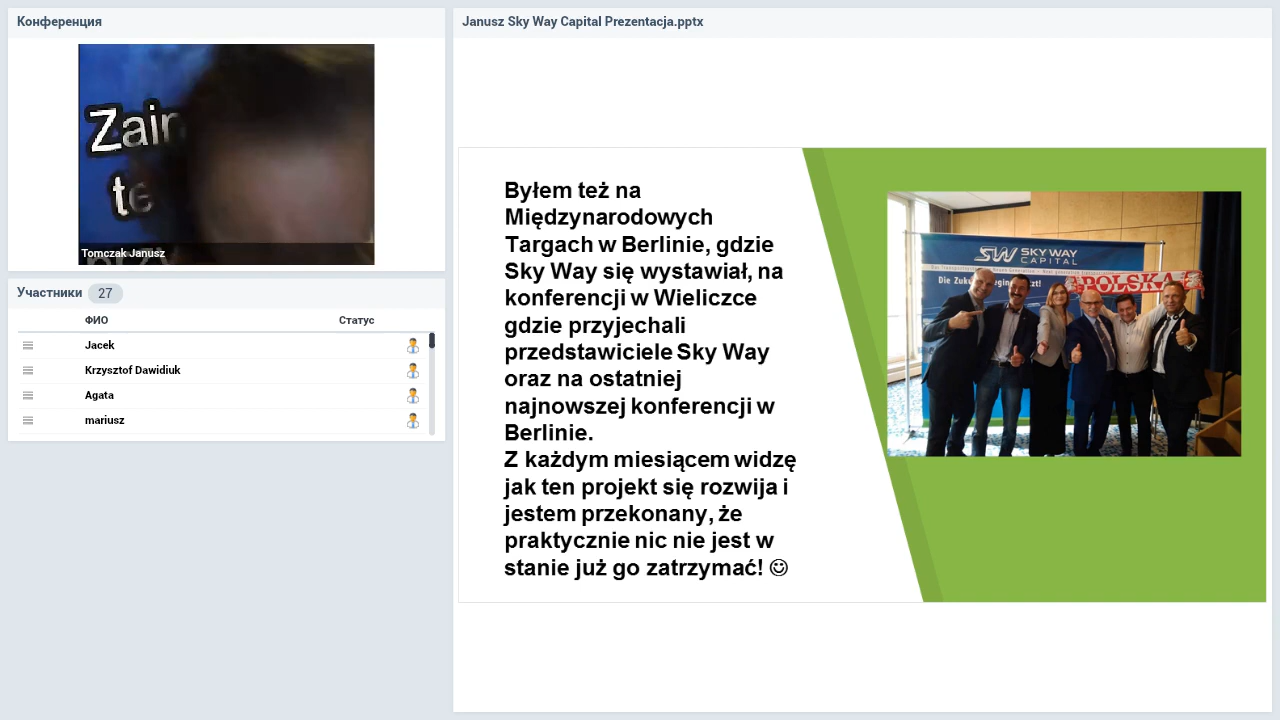 Конференция
Zain
te
Tomczak Janusz
Участники 27
ФИО Статус
Jacek
Krzysztof Dawidiuk
Agata
mariusz
Janusz Sky Way Capital Prezentacja.pptx
Byłem też na
Międzynarodowych
Targach w Berlinie, gdzie
Sky Way się wystawiał, na
konferencji w Wieliczce
gdzie przyjechali
przedstawiciele Sky Way
oraz na ostatniej
najnowszej konferencji w
Berlinie.
Z każdym miesiącem widzę
jak ten projekt się rozwija i
jestem przekonany, że
praktycznie nic nie jest w
stanie już go zatrzymać! ☺
SW SKY WAY
CAPITAL
Die
POLSKA